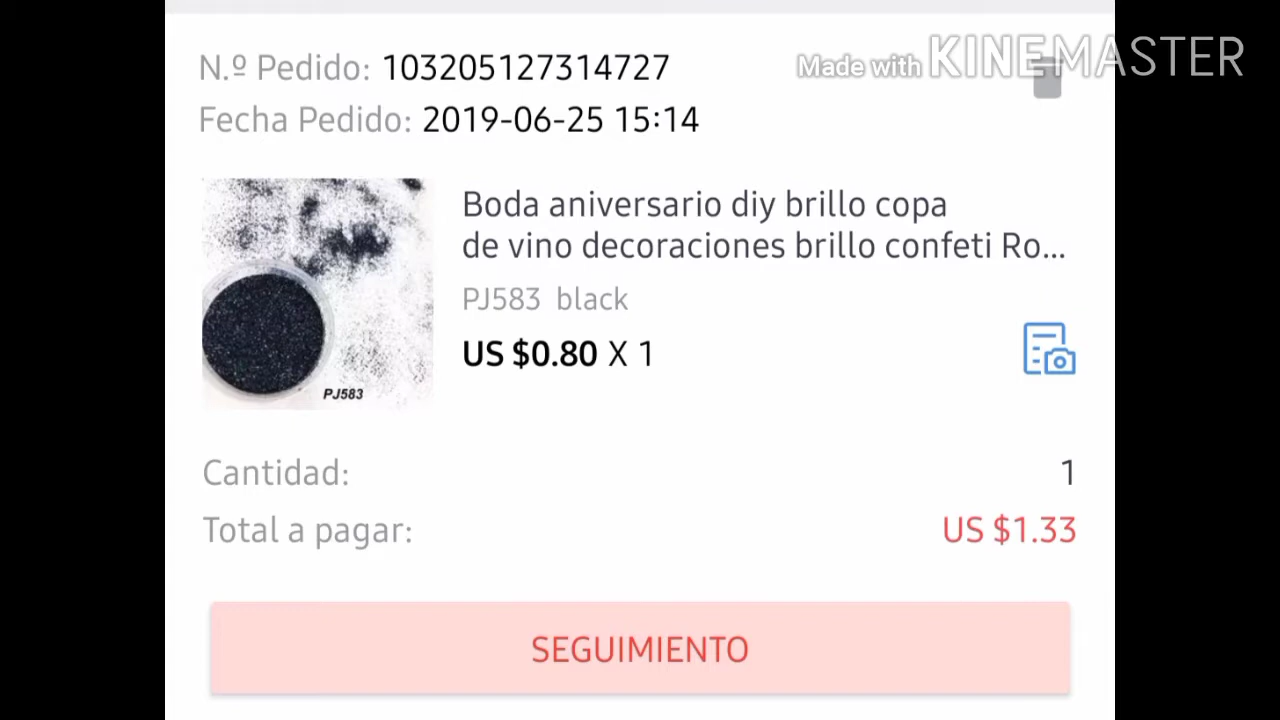 N.º Pedido: 103205127314727
Made with KINEMASTER
Fecha Pedido: 2019-06-25 15:14
Boda aniversario diy brillo copa
de vino decoraciones brillo confeti Ro...
PJ583 black
US $0.80 X 1
PJ583
Cantidad: 1
Total a pagar: US $1.33
SEGUIMIENTO